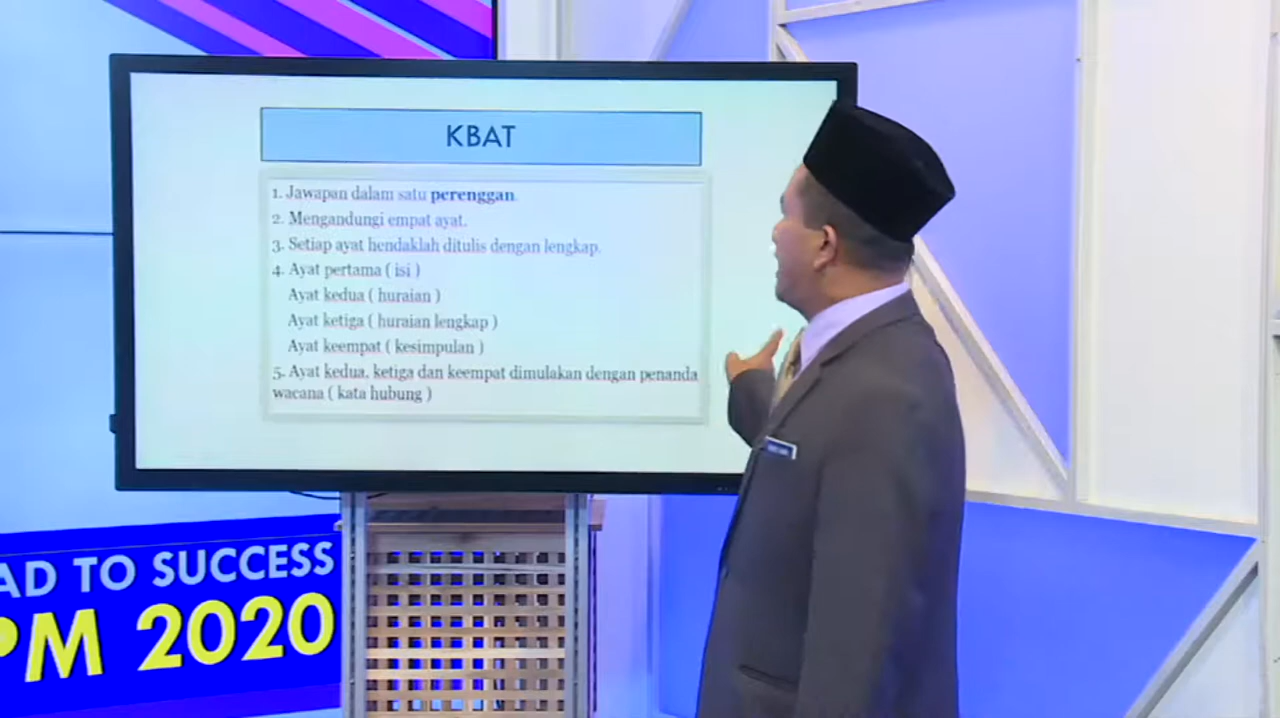 KBAT
1. Jawapan dalam satu perenggan.
2. Mengandungi empat ayat.
3. Setiap ayat hendaklah ditulis dengan lengkap.
4. Ayat pertama ( isi )
Ayat kedua ( huraian )
Ayat ketiga ( huraian lengkap )
Ayat keempat ( kesimpulan )
5. Ayat kedua, ketiga dan keempat dimulakan dengan penanda
wacana ( kata hubung )
AD TO SUCCESS
PM 2020